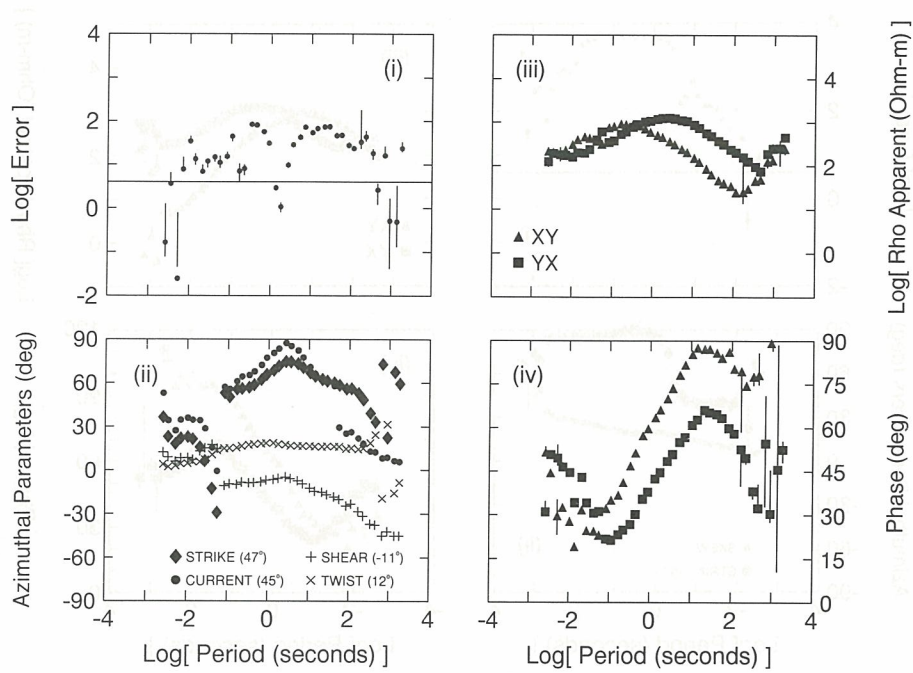 4
2
0
-2
Log[ Error ]
(i)
(iii)
XY
YX
4
2
0
Log[ Rho Apparent (Ohm-m) ]
90
60
30
0
-30
-60
-90
Azimuthal Parameters (deg)
(ii)
STRIKE (47°)
SHEAR (-11°)
CURRENT (45°)
TWIST (12°)
-4
-2
0
2
4
Log[ Period (seconds) ]
(iv)
90
75
60
45
30
15
0
Phase (deg)
-4
-2
0
2
4
Log[ Period (seconds) ]